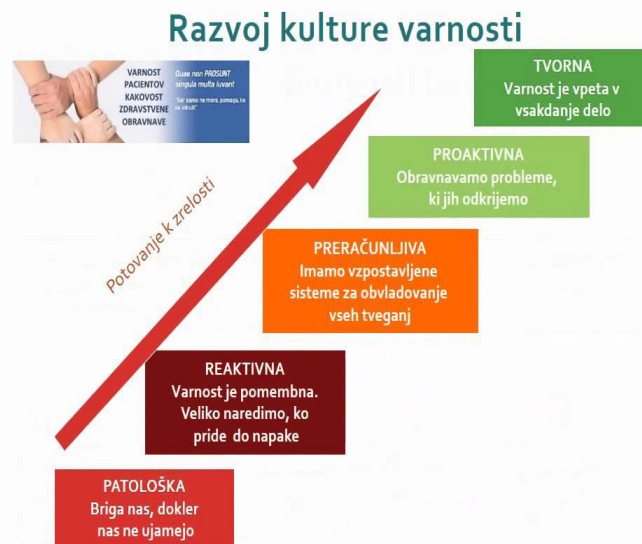 Razvoj kulture varnosti
VARNOST
PACIENTOV
KAKOVOST
ZDRAVSTVENE
OBRAVNAVE
Quae non PROSUNT
singula multa iuvant
"Kar samo ne more, pomaga, ko
se združi"
TVORNA
Varnost je vpeta v
vsakdanje delo
PROAKTIVNA
Obravnavamo probleme,
ki jih odkrijemo
Potovanje k zrelosti
PRERAČUNLJIVA
Imamo vzpostavljene
sisteme za obvladovanje
vseh tveganj
REAKTIVNA
Varnost je pomembna.
Veliko naredimo, ko
pride do napake
PATOLOŠKA
Briga nas, dokler
nas ne ujamejo